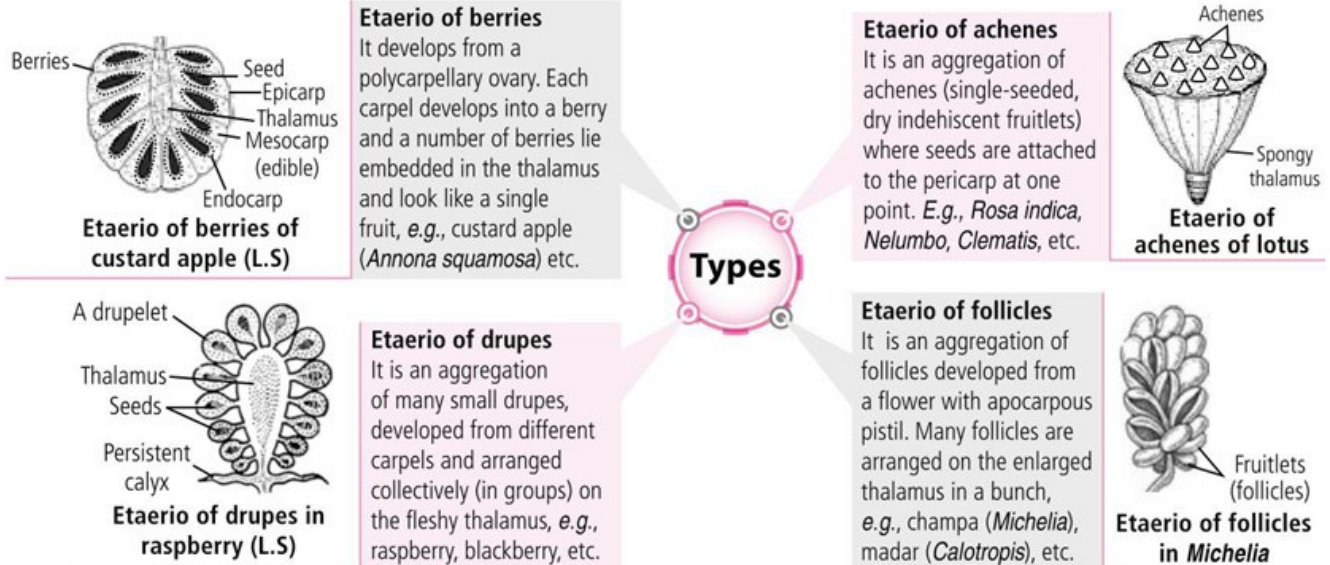 Berries
Seed
Epicarp
Thalamus
Mesocarp
(edible)
Endocarp
Etaerio of berries of
custard apple (L.S)
Etaerio of berries
It develops from a
polycarpellary ovary. Each
carpel develops into a berry
and a number of berries lie
embedded in the thalamus
and look like a single
fruit, e.g., custard apple
(Annona squamosa) etc.
Types
Etaerio of achenes
It is an aggregation of
achenes (single-seeded,
dry indehiscent fruitlets)
where seeds are attached
to the pericarp at one
point. E.g., Rosa indica,
Nelumbo, Clematis, etc.
Achenes
Spongy
thalamus
Etaerio of
achenes of lotus
A drupelet
Thalamus
Seeds
Persistent
calyx
Etaerio of drupes in
raspberry (L.S)
Etaerio of drupes
It is an aggregation
of many small drupes,
developed from different
carpels and arranged
collectively (in groups) on
the fleshy thalamus, e.g.,
raspberry, blackberry, etc.
Etaerio of follicles
It is an aggregation of
follicles developed from
a flower with apocarpous
pistil. Many follicles are
arranged on the enlarged
thalamus in a bunch,
e.g., champa (Michelia),
madar (Calotropis), etc.
Fruitlets
(follicles)
Etaerio of follicles
in Michelia